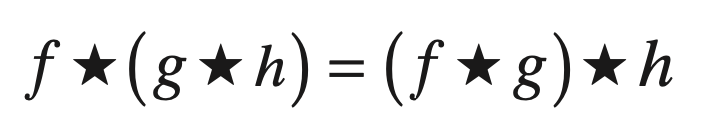 f ★ (g ★ h) = (f ★ g) ★ h